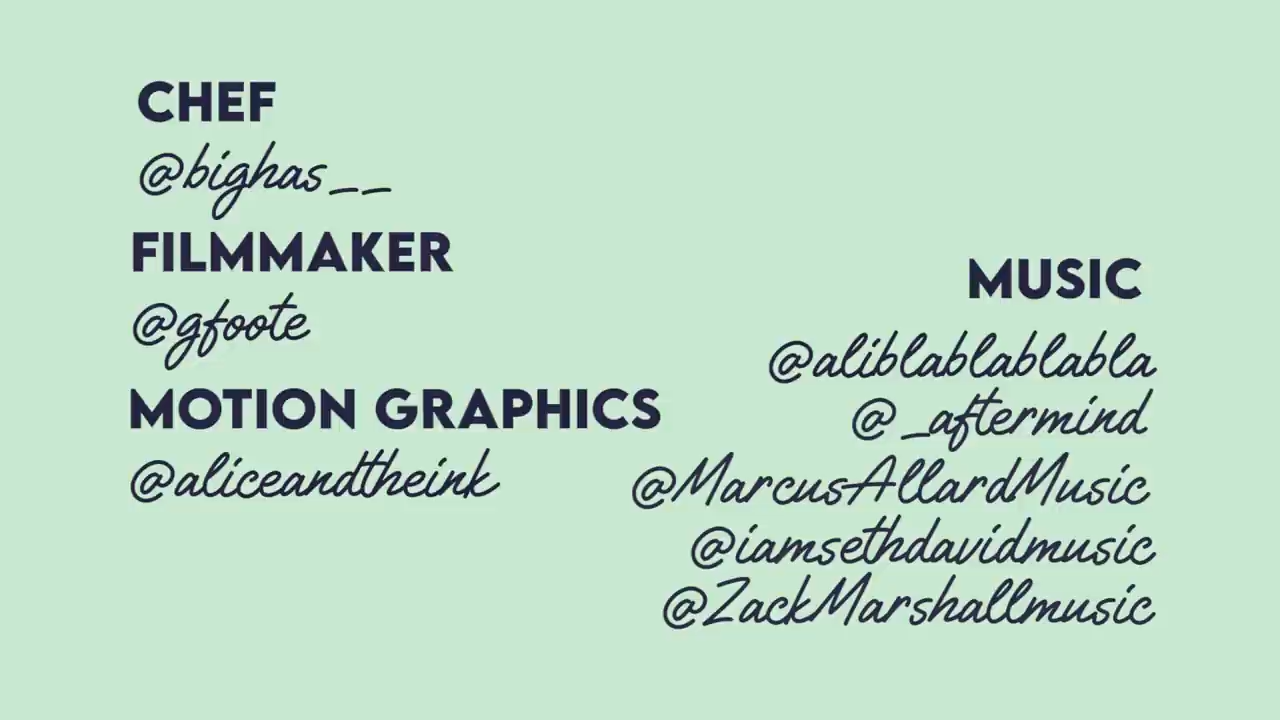 CHEF
@bighas__
FILMMAKER
@gfoote
MOTION GRAPHICS
@aliceandtheink
MUSIC
@aliblablablabla
@_aftermind
@MarcusAllardMusic
@iamsethdavidmusic
@ZackMarshallmusic